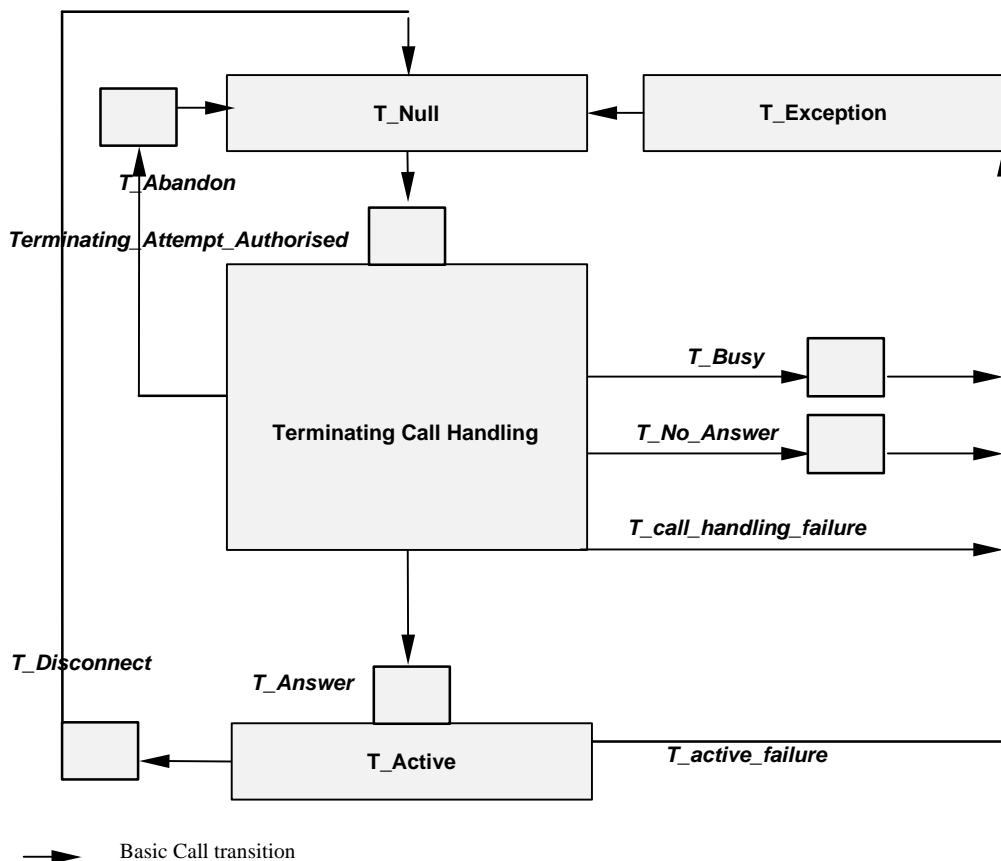 T_Null
T_Exception
T_Abandon
Terminating_Attempt_Authorised
T_Busy
Terminating Call Handling
T_No_Answer
T_call_handling_failure
T_Disconnect
T_Answer
T_Active
T_active_failure
Basic Call transition